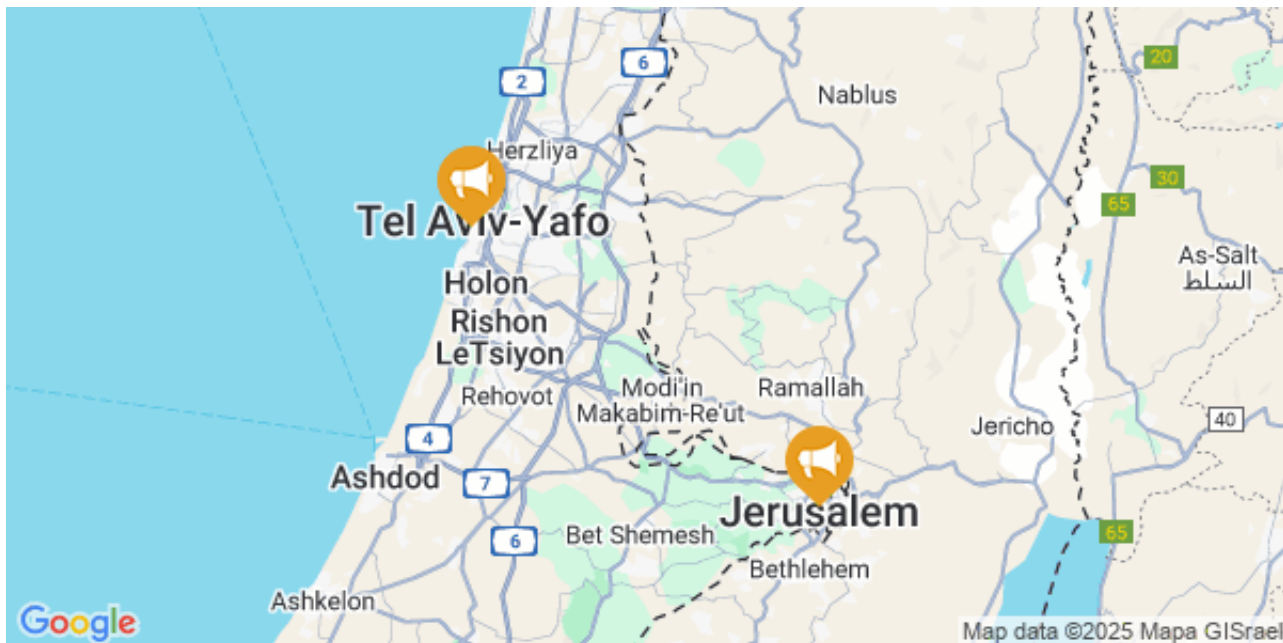 6
2
20
Nablus
Herzliya
30
65
Tel Aviv-Yafo
As-Salt
السلط
Holon
Rishon
LeTsiyon
Modi'in
Makabim-Re'ut
Ramallah
Rehovot
Jericho
40
4
Ashdod
7
Jerusalem
6
Bet Shemesh
65
Bethlehem
Ashkelon
Google
Map data ©2025 Mapa GISrael